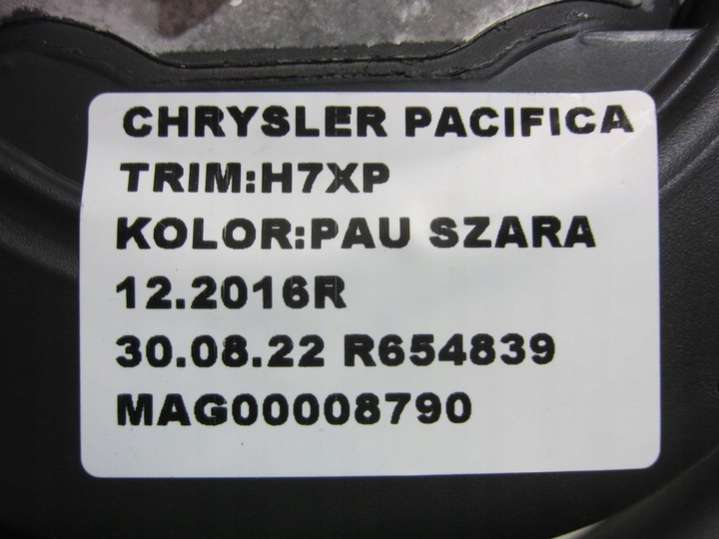 CHRYSLER PACIFICA
TRIM:H7XP
KOLOR:PAU SZARA
12.2016R
30.08.22 R654839
MAG00008790